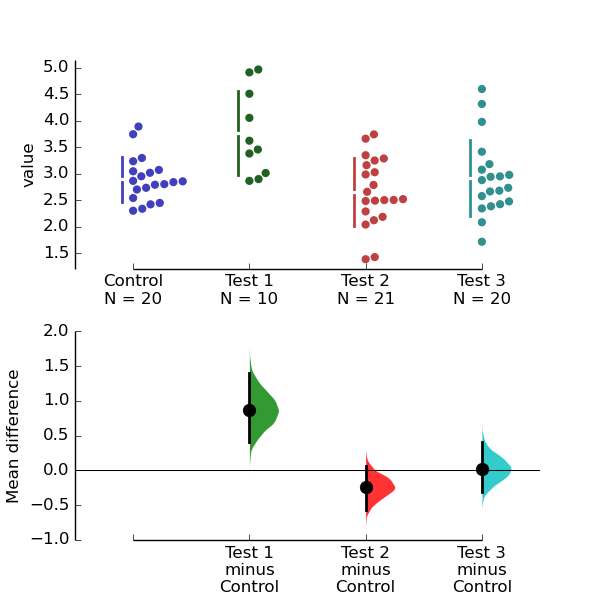 5.0
4.5
4.0
3.5
3.0
2.5
2.0
1.5
value
Control Test 1 Test 2 Test 3
N = 20 N = 10 N = 21 N = 20
2.0
1.5
1.0
0.5
0.0
−0.5
−1.0
Mean difference
Test 1 Test 2 Test 3
minus minus minus
Control Control Control